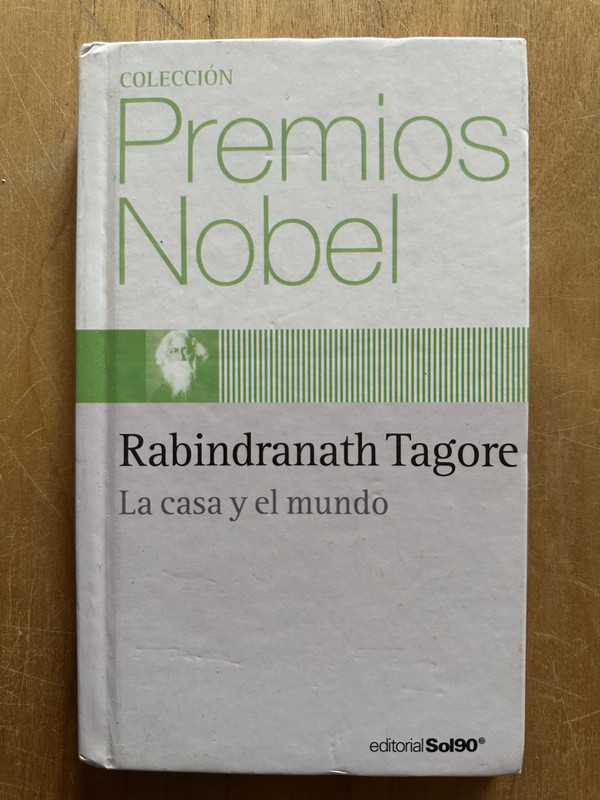 COLECCIÓN
Premios
Nobel
Rabindranath Tagore
La casa y el mundo
editorial Sol90